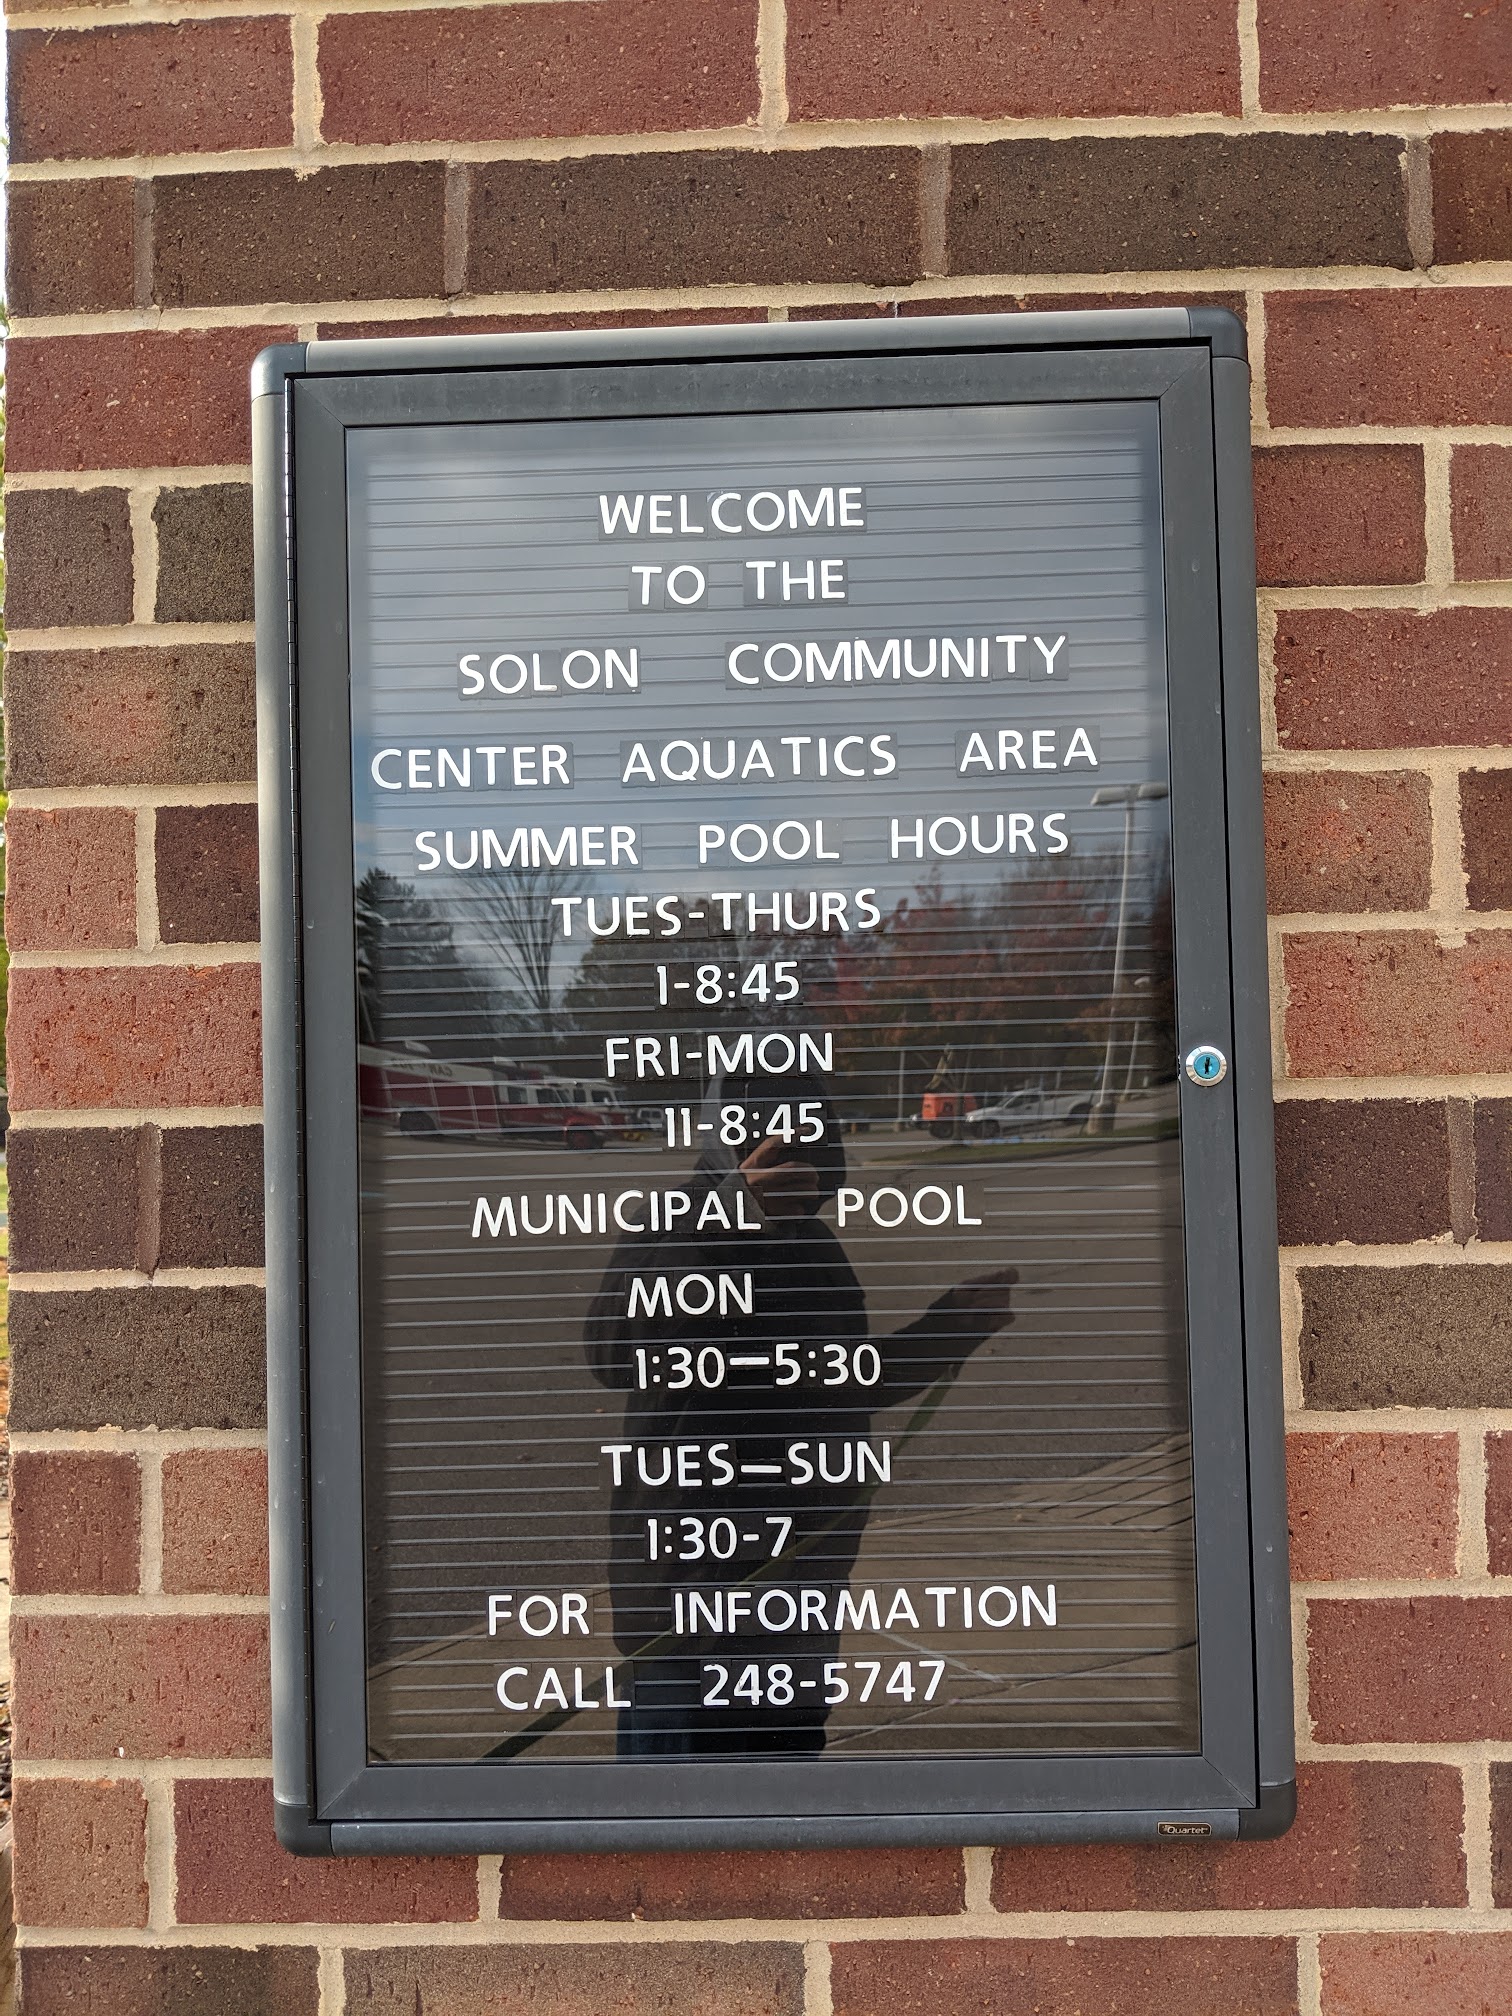 WELCOME
TO THE
SOLON COMMUNITY
CENTER AQUATICS AREA
SUMMER POOL HOURS
TUES-THURS
1-8:45
FRI-MON
11-8:45
MUNICIPAL POOL
MON
1:30—5:30
TUES—SUN
1:30-7
FOR INFORMATION
CALL 248-5747
Quartet